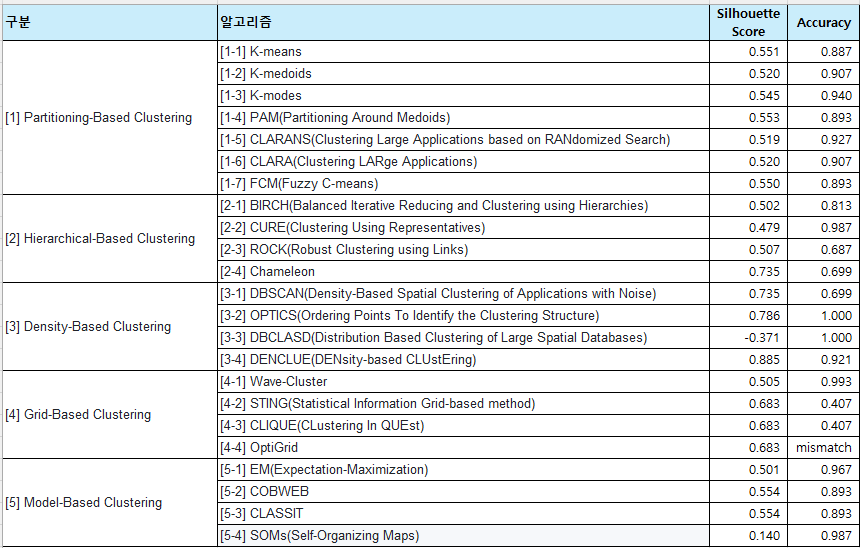 구분 알고리즘 Silhouette Score Accuracy
[1] Partitioning-Based Clustering
[1-1] K-means 0.551 0.887
[1-2] K-medoids 0.520 0.907
[1-3] K-modes 0.545 0.940
[1-4] PAM(Partitioning Around Medoids) 0.553 0.893
[1-5] CLARANS(Clustering Large Applications based on RANdomized Search) 0.519 0.927
[1-6] CLARA(Clustering LARge Applications) 0.520 0.907
[1-7] FCM(Fuzzy C-means) 0.550 0.893
[2] Hierarchical-Based Clustering
[2-1] BIRCH(Balanced Iterative Reducing and Clustering using Hierarchies) 0.502 0.813
[2-2] CURE(Clustering Using Representatives) 0.479 0.987
[2-3] ROCK(Robust Clustering using Links) 0.507 0.687
[2-4] Chameleon 0.735 0.699
[3] Density-Based Clustering
[3-1] DBSCAN(Density-Based Spatial Clustering of Applications with Noise) 0.735 0.699
[3-2] OPTICS(Ordering Points To Identify the Clustering Structure) 0.786 1.000
[3-3] DBCLASD(Distribution Based Clustering of Large Spatial Databases) -0.371 1.000
[3-4] DENCLUE(DENsity-based CLUstEring) 0.885 0.921
[4] Grid-Based Clustering
[4-1] Wave-Cluster 0.505 0.993
[4-2] STING(Statistical Information Grid-based method) 0.683 0.407
[4-3] CLIQUE(CLustering In QUEst) 0.683 0.407
[4-4] OptiGrid 0.683 mismatch
[5] Model-Based Clustering
[5-1] EM(Expectation-Maximization) 0.501 0.967
[5-2] COBWEB 0.554 0.893
[5-3] CLASSIT 0.554 0.893
[5-4] SOMs(Self-Organizing Maps) 0.140 0.987